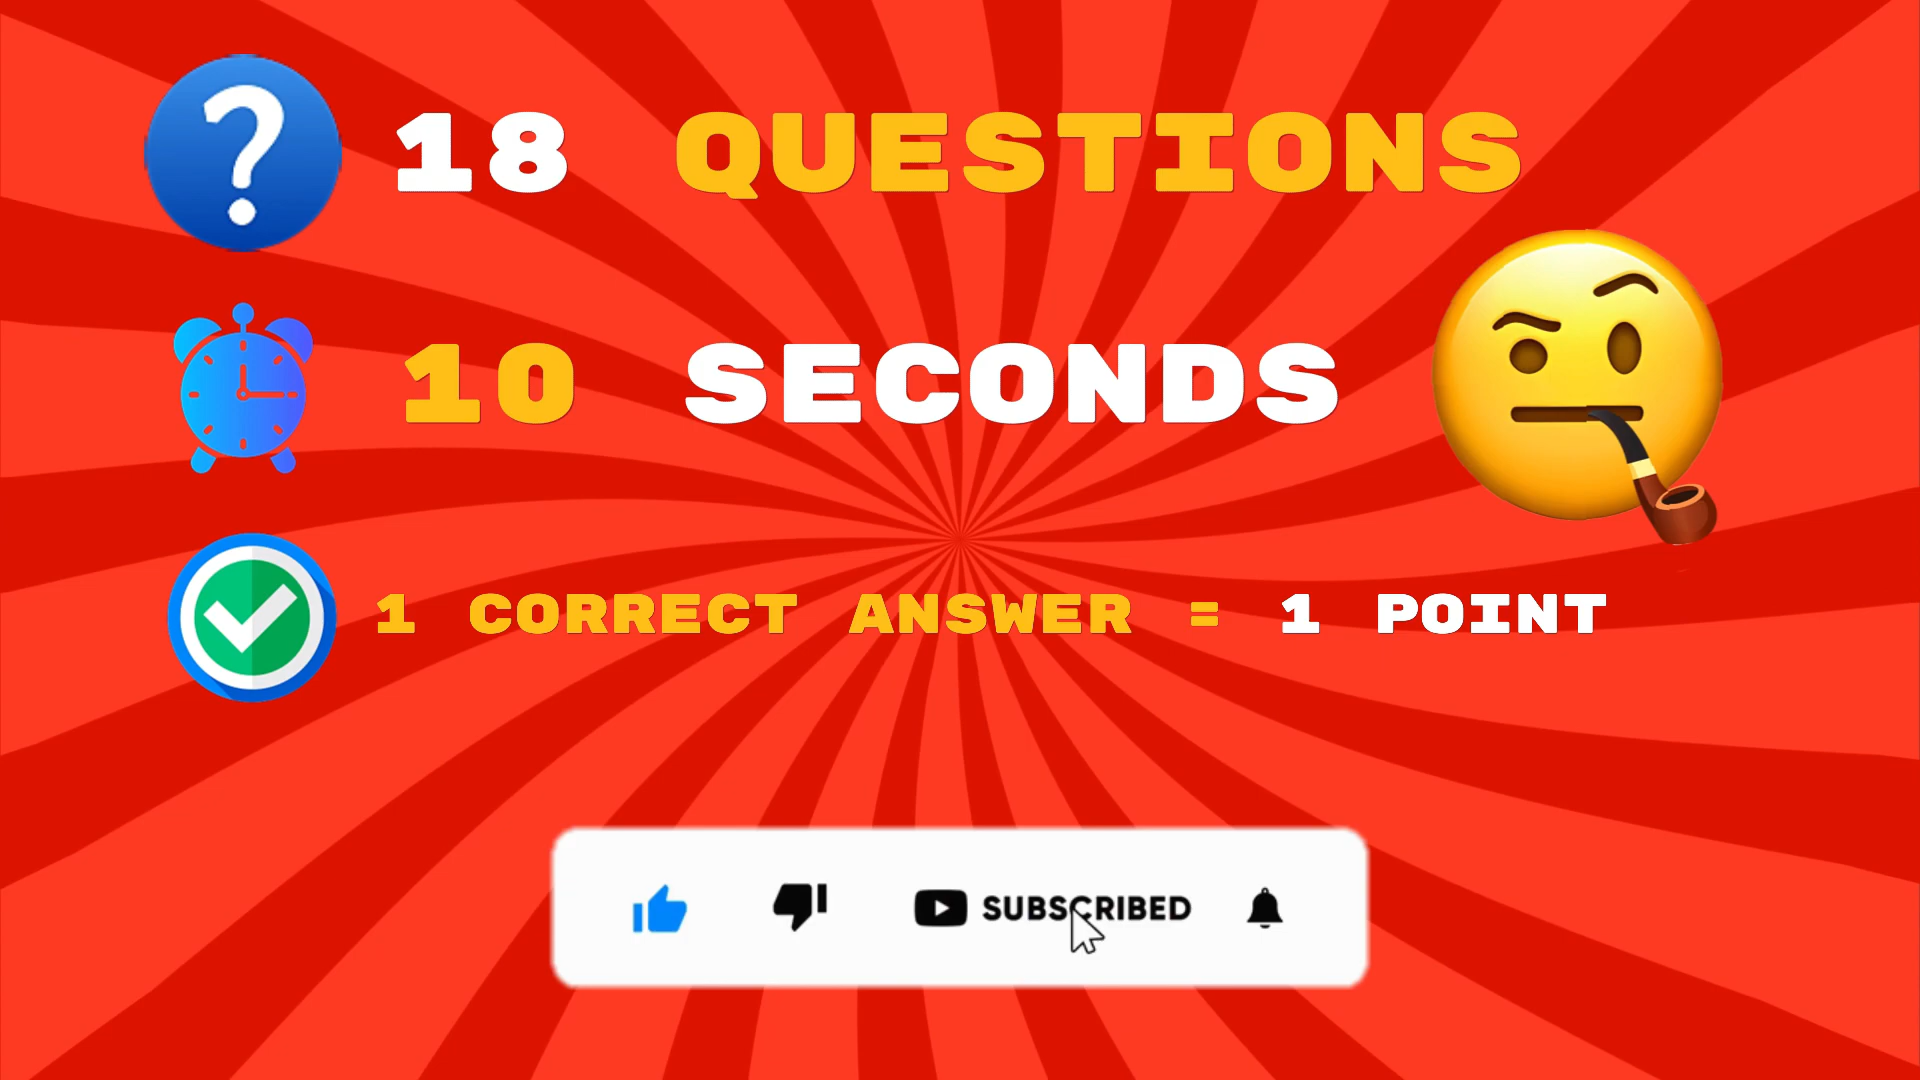 18 QUESTIONS
10 SECONDS
1 CORRECT ANSWER = 1 POINT
SUBSCRIBED